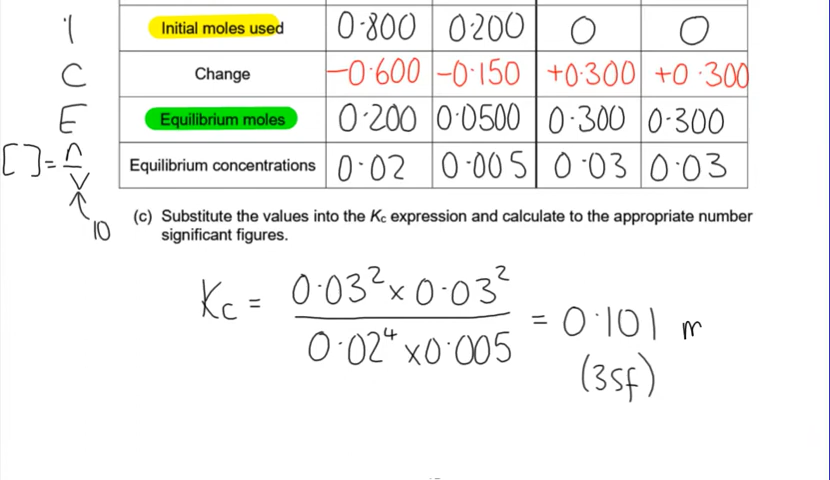 I Initial moles used 0.800 0.200 0 0
C Change -0.600 -0.150 +0.300 +0.300
E Equilibrium moles 0.200 0.0500 0.300 0.300
[ ] = n/V Equilibrium concentrations 0.02 0.005 0.03 0.03
10
(c) Substitute the values into the Kc expression and calculate to the appropriate number
significant figures.
Kc = 0.03² × 0.03²
0.02⁴ × 0.005
= 0.101 m
(3sf)